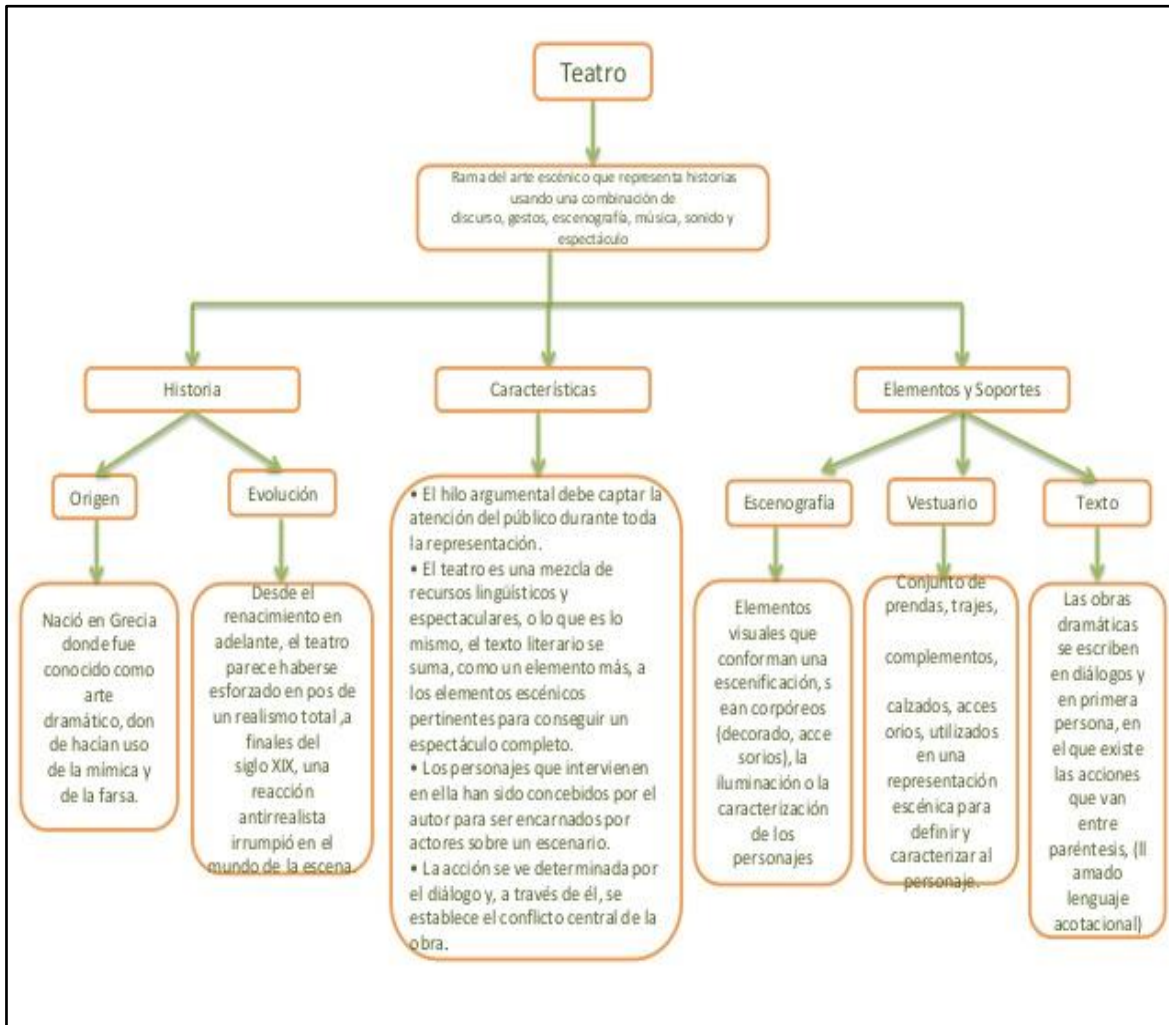 Teatro
Rama del arte escénico que representa historias
usando una combinación de
discurso, gestos, escenografía, música, sonido y
espectáculo
Historia
Características
Elementos y Soportes
Origen
Evolución
Escenografía
Vestuario
Texto
Nació en Grecia
donde fue
conocido como
arte
dramático, don
de hacían uso
de la mímica y
de la farsa.
Desde el
renacimiento en
adelante, el teatro
parece haberse
esforzado en pos de
un realismo total ,a
finales del
siglo XIX, una
reacción
antirrealista
irrumpió en el
mundo de la escena.
• El hilo argumental debe captar la
atención del público durante toda
la representación.
• El teatro es una mezcla de
recursos lingüísticos y
espectaculares, o lo que es lo
mismo, el texto literario se
suma, como un elemento más, a
los elementos escénicos
pertinentes para conseguir un
espectáculo completo.
• Los personajes que intervienen
en ella han sido concebidos por el
autor para ser encarnados por
actores sobre un escenario.
• La acción se ve determinada por
el diálogo y, a través de él, se
establece el conflicto central de la
obra.
Elementos
visuales que
conforman una
escenificación, s
ean corpóreos
(decorado, acce
sorios), la
iluminación o la
caracterización
de los
personajes
Conjunto de
prendas, trajes,
complementos,
calzados, acces
orios, utilizados
en una
representación
escénica para
definir y
caracterizar al
personaje.
Las obras
dramáticas
se escriben
en diálogos y
en primera
persona, en
el que existe
las acciones
que van
entre
paréntesis, (ll
amado
lenguaje
acotacional)